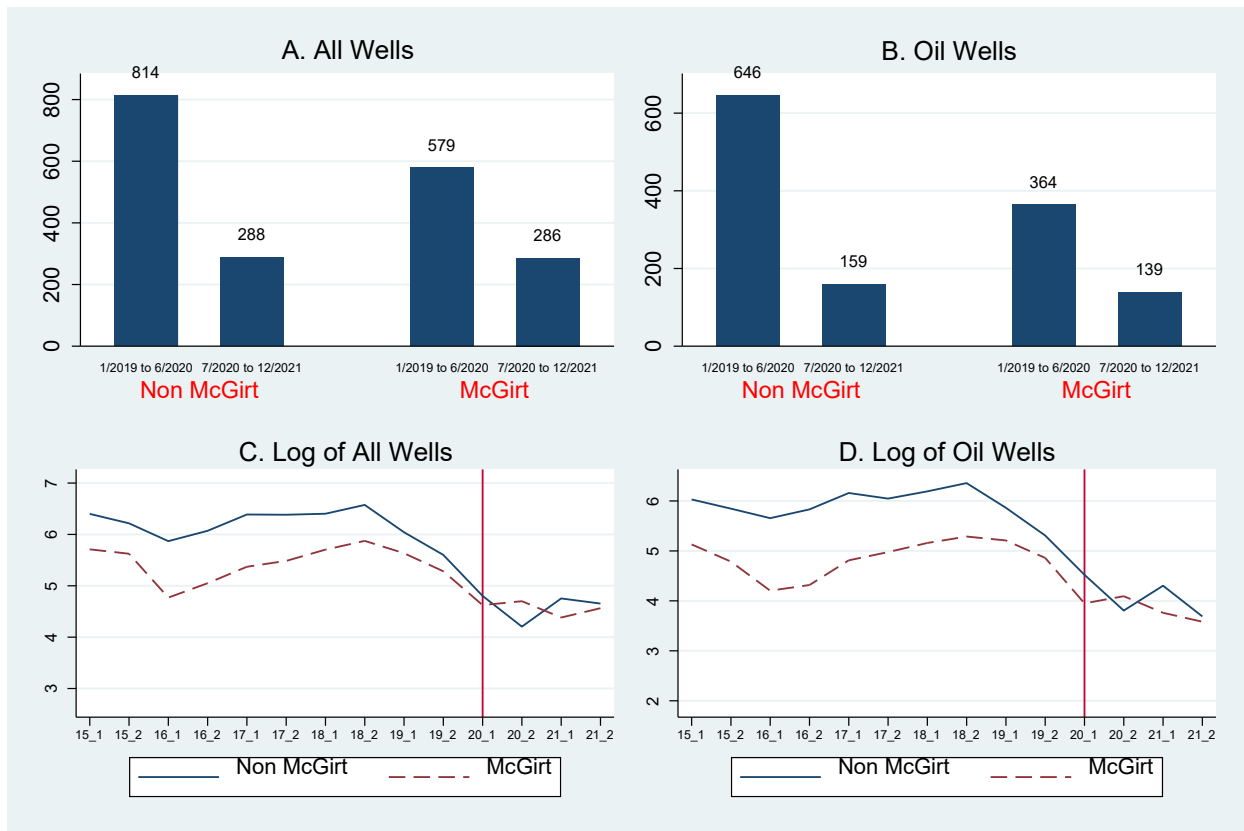 A. All Wells
814
288
579
286
0
200
400
600
800
1/2019 to 6/2020 7/2020 to 12/2021 1/2019 to 6/2020 7/2020 to 12/2021
Non McGirt McGirt
B. Oil Wells
646
159
364
139
0
200
400
600
1/2019 to 6/2020 7/2020 to 12/2021 1/2019 to 6/2020 7/2020 to 12/2021
Non McGirt McGirt
C. Log of All Wells
7
6
5
4
3
15_1 15_2 16_1 16_2 17_1 17_2 18_1 18_2 19_1 19_2 20_1 20_2 21_1 21_2
Non McGirt McGirt
D. Log of Oil Wells
6
5
4
3
2
15_1 15_2 16_1 16_2 17_1 17_2 18_1 18_2 19_1 19_2 20_1 20_2 21_1 21_2
Non McGirt McGirt